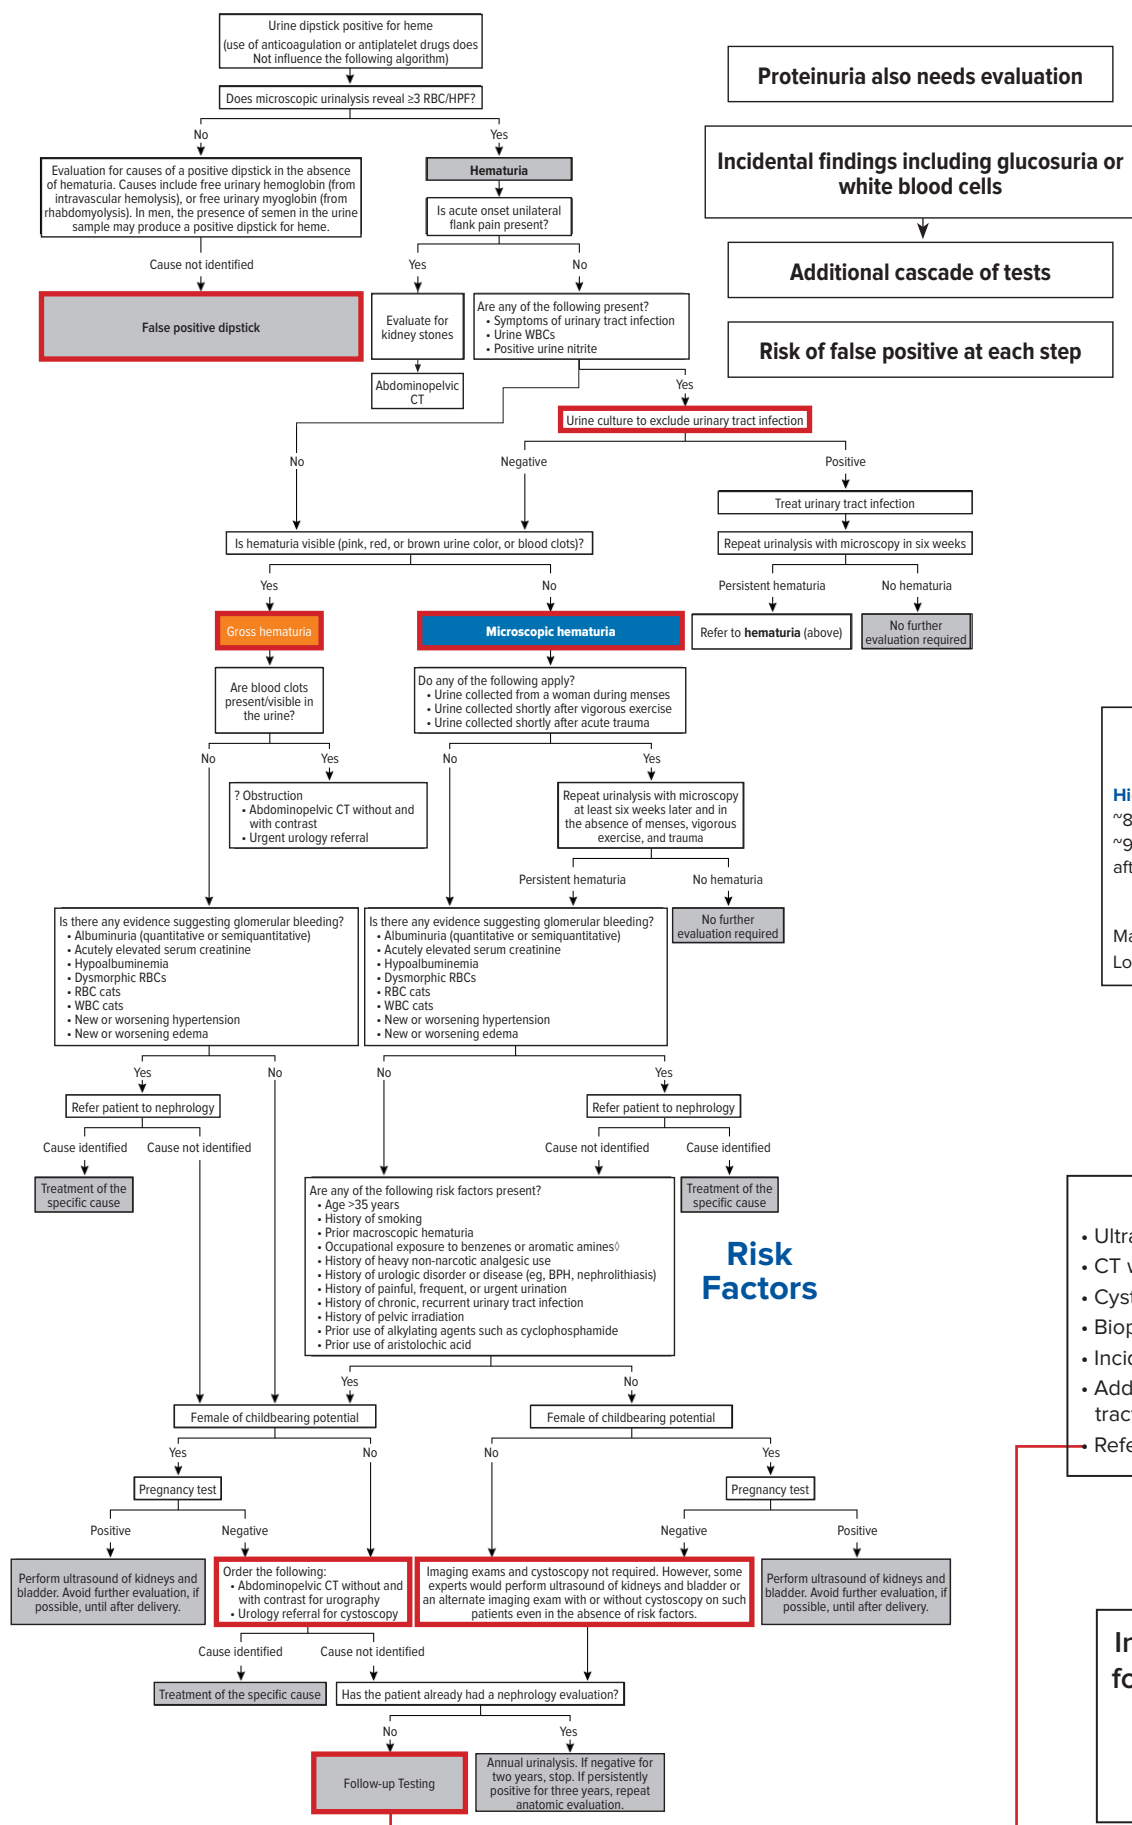 Urine dipstick positive for heme
(use of anticoagulation or antiplatelet drugs does
Not influence the following algorithm)
Does microscopic urinalysis reveal ≥3 RBC/HPF?
No
Yes
Evaluation for causes of a positive dipstick in the absence
of hematuria. Causes include free urinary hemoglobin (from
intravascular hemolysis), or free urinary myoglobin (from
rhabdomyolysis). In men, the presence of semen in the urine
sample may produce a positive dipstick for heme.
Hematuria
Is acute onset unilateral
flank pain present?
Cause not identified
Yes
No
False positive dipstick
Evaluate for
kidney stones
Are any of the following present?
• Symptoms of urinary tract infection
• Urine WBCs
• Positive urine nitrite
Abdominopelvic
CT
Yes
Urine culture to exclude urinary tract infection
No
Negative
Positive
Treat urinary tract infection
Is hematuria visible (pink, red, or brown urine color, or blood clots)?
Repeat urinalysis with microscopy in six weeks
Yes
No
Persistent hematuria
No hematuria
Gross hematuria
Microscopic hematuria
Refer to hematuria (above)
No further
evaluation required
Are blood clots
present/visible in
the urine?
Do any of the following apply?
• Urine collected from a woman during menses
• Urine collected shortly after vigorous exercise
• Urine collected shortly after acute trauma
No
Yes
No
Yes
? Obstruction
• Abdominopelvic CT without and
with contrast
• Urgent urology referral
Repeat urinalysis with microscopy
at least six weeks later and in
the absence of menses, vigorous
exercise, and trauma
Persistent hematuria
No hematuria
No further
evaluation required
Is there any evidence suggesting glomerular bleeding?
• Albuminuria (quantitative or semiquantitative)
• Acutely elevated serum creatinine
• Hypoalbuminemia
• Dysmorphic RBCs
• RBC cats
• WBC cats
• New or worsening hypertension
• New or worsening edema
Is there any evidence suggesting glomerular bleeding?
• Albuminuria (quantitative or semiquantitative)
• Acutely elevated serum creatinine
• Hypoalbuminemia
• Dysmorphic RBCs
• RBC cats
• WBC cats
• New or worsening hypertension
• New or worsening edema
Yes
No
No
Yes
Refer patient to nephrology
Refer patient to nephrology
Cause identified
Cause not identified
Cause not identified
Cause identified
Treatment of the
specific cause
Are any of the following risk factors present?
• Age >35 years
• History of smoking
• Prior macroscopic hematuria
• Occupational exposure to benzenes or aromatic amines◊
• History of heavy non-narcotic analgesic use
• History of urologic disorder or disease (eg, BPH, nephrolithiasis)
• History of painful, frequent, or urgent urination
• History of chronic, recurrent urinary tract infection
• History of pelvic irradiation
• Prior use of alkylating agents such as cyclophosphamide
• Prior use of aristolochic acid
Treatment of the
specific cause
Risk
Factors
Yes
No
Female of childbearing potential
Female of childbearing potential
Yes
No
No
Yes
Pregnancy test
Pregnancy test
Positive
Negative
Negative
Positive
Perform ultrasound of kidneys and
bladder. Avoid further evaluation, if
possible, until after delivery.
Order the following:
• Abdominopelvic CT without and
with contrast for urography
• Urology referral for cystoscopy
Imaging exams and cystoscopy not required. However, some
experts would perform ultrasound of kidneys and bladder or
an alternate imaging exam with or without cystoscopy on such
patients even in the absence of risk factors.
Perform ultrasound of kidneys and
bladder. Avoid further evaluation, if
possible, until after delivery.
Cause identified
Cause not identified
Treatment of the specific cause
Has the patient already had a nephrology evaluation?
No
Yes
Follow-up Testing
Annual urinalysis. If negative for
two years, stop. If persistently
positive for three years, repeat
anatomic evaluation.
Proteinuria also needs evaluation
Incidental findings including glucosuria or
white blood cells
Additional cascade of tests
Risk of false positive at each step
~8
~9
• CT